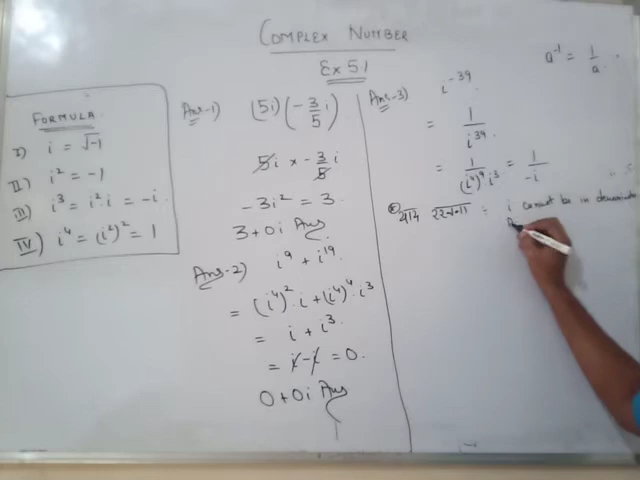 COMPLEX NUMBER
Ex 5.1
a⁻¹ = 1/a
FORMULA
I) i = √-1
II) i² = -1
III) i³ = i²·i = -i
IV) i⁴ = (i²)² = 1
Ans-1) (5i)(-3/5 i)
5i × -3/5 i
-3i² = 3
3+0i Ans
Ans-2) i⁹ + i¹⁹
= (i⁴)²·i + (i⁴)⁴·i³
= i + i³
= i - i = 0.
0+0i Ans
Ans-3) i⁻³⁹
= 1/i³⁹
= 1/(i⁴)⁹ i³ = 1/-i
याद रखना : i cannot be in